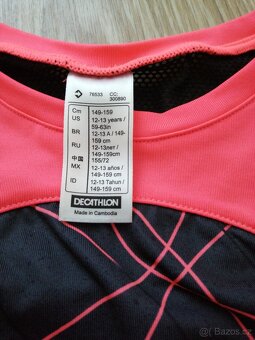 76533 CC:
300890
Cm 149-159
US 12-13 years /
59-63in
BR 12-13 A / 149-
159 cm
RU 12-13лет /
149-159cm
中国 155/72
MX 12-13 años /
149-159 cm
ID 12-13 Tahun /
149-159 cm
DECATHLON
Made in Cambodia
Bazos.cz